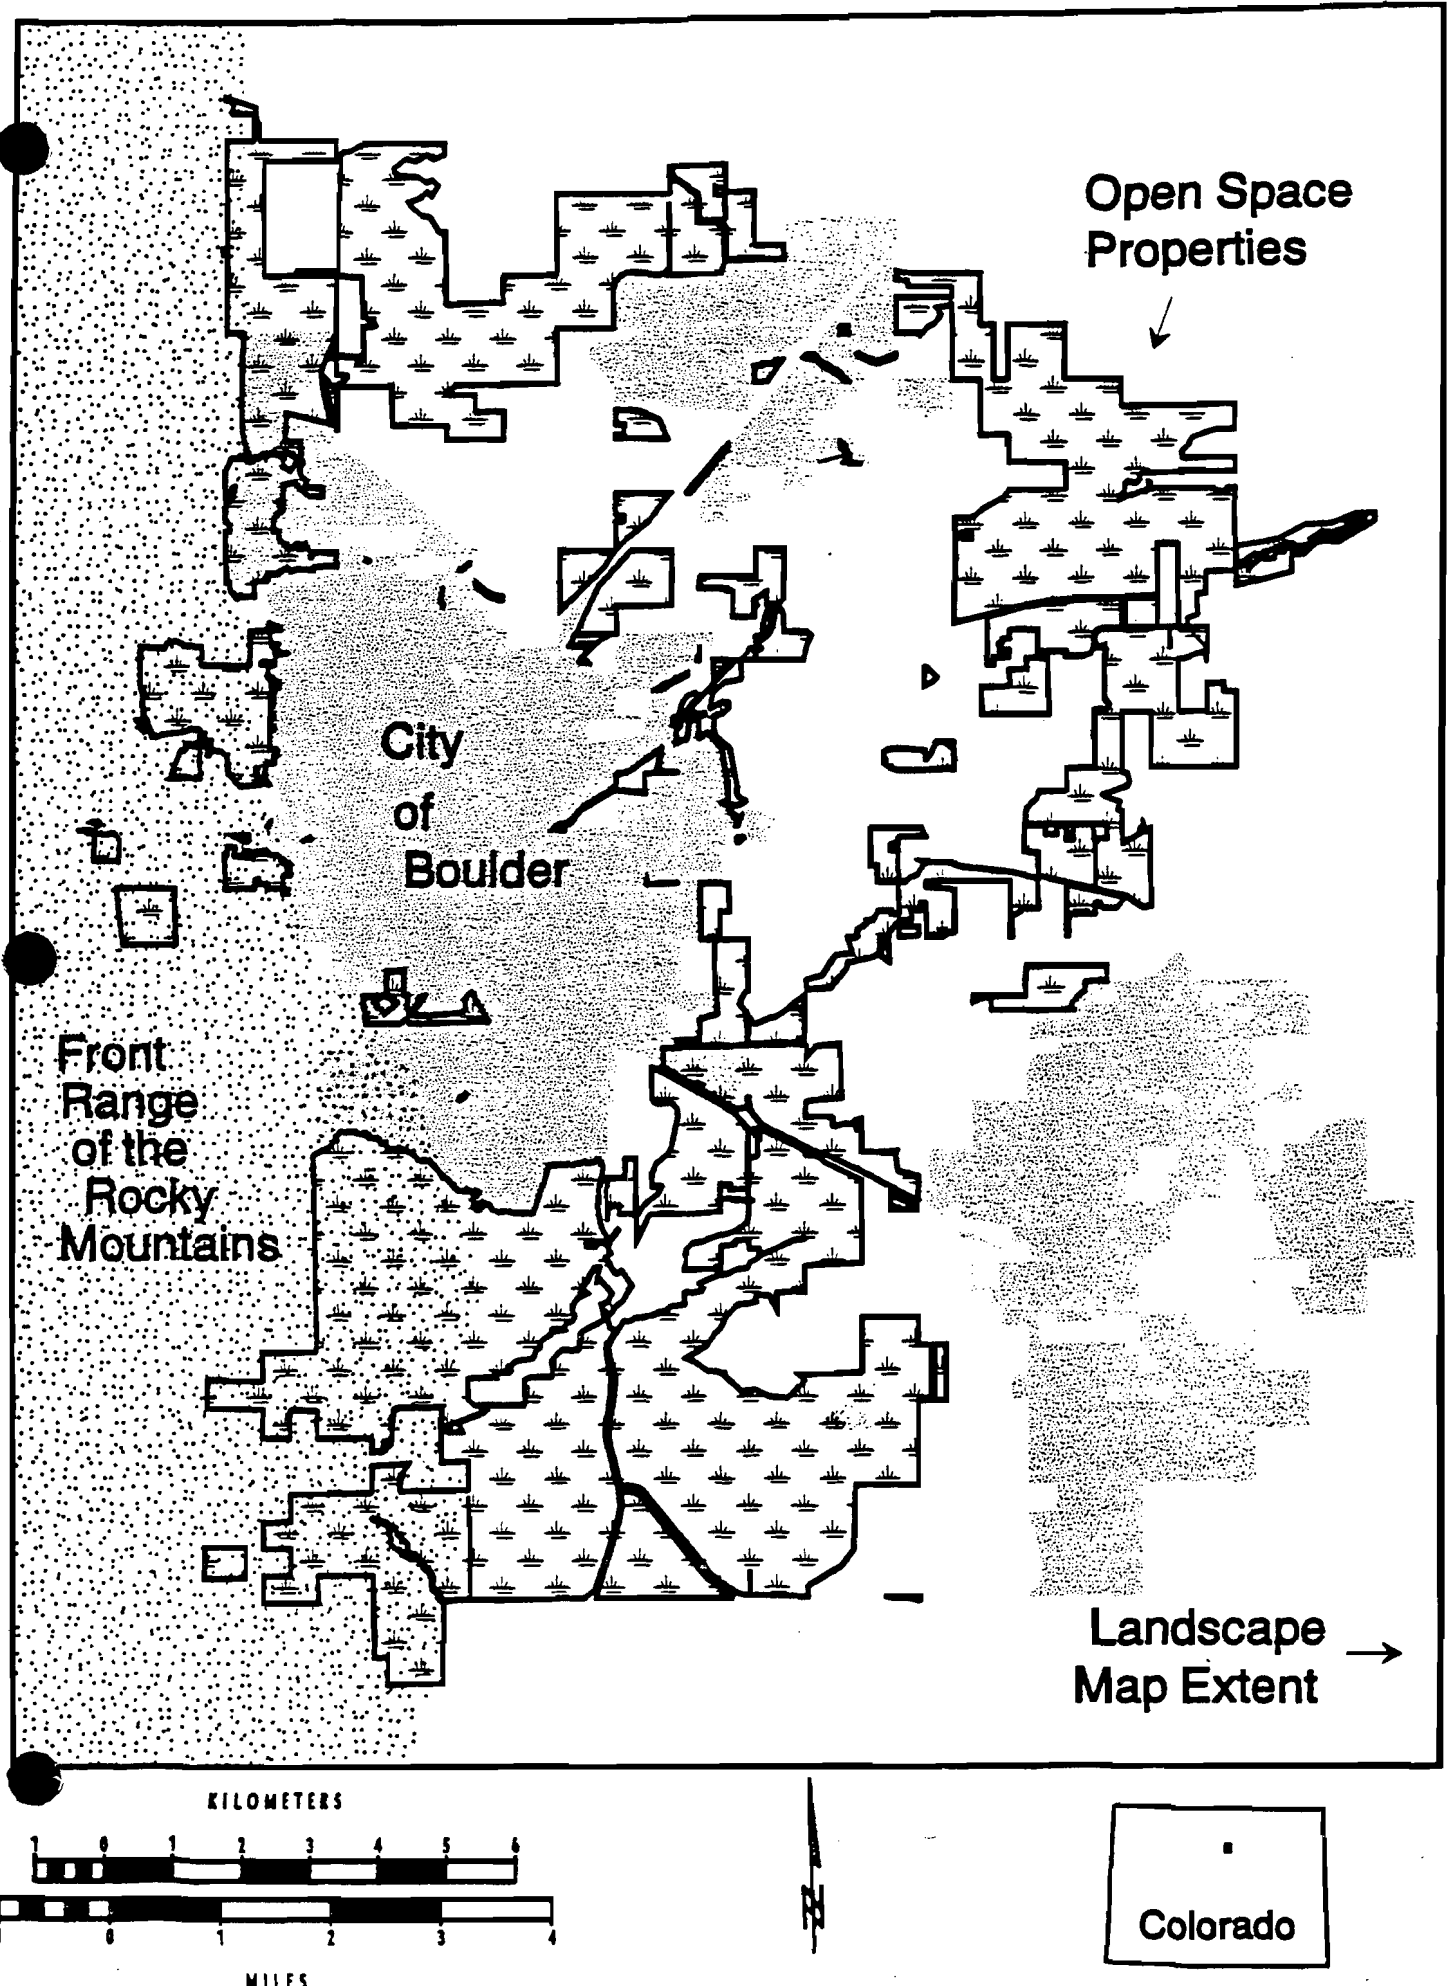 Open Space
Properties
City
of
Boulder
Front
Range
of the
Rocky
Mountains
Landscape
Map Extent
KILOMETERS
1 0 1 2 3 4 5 6
0 1 2 3 4
MILES
N
Colorado